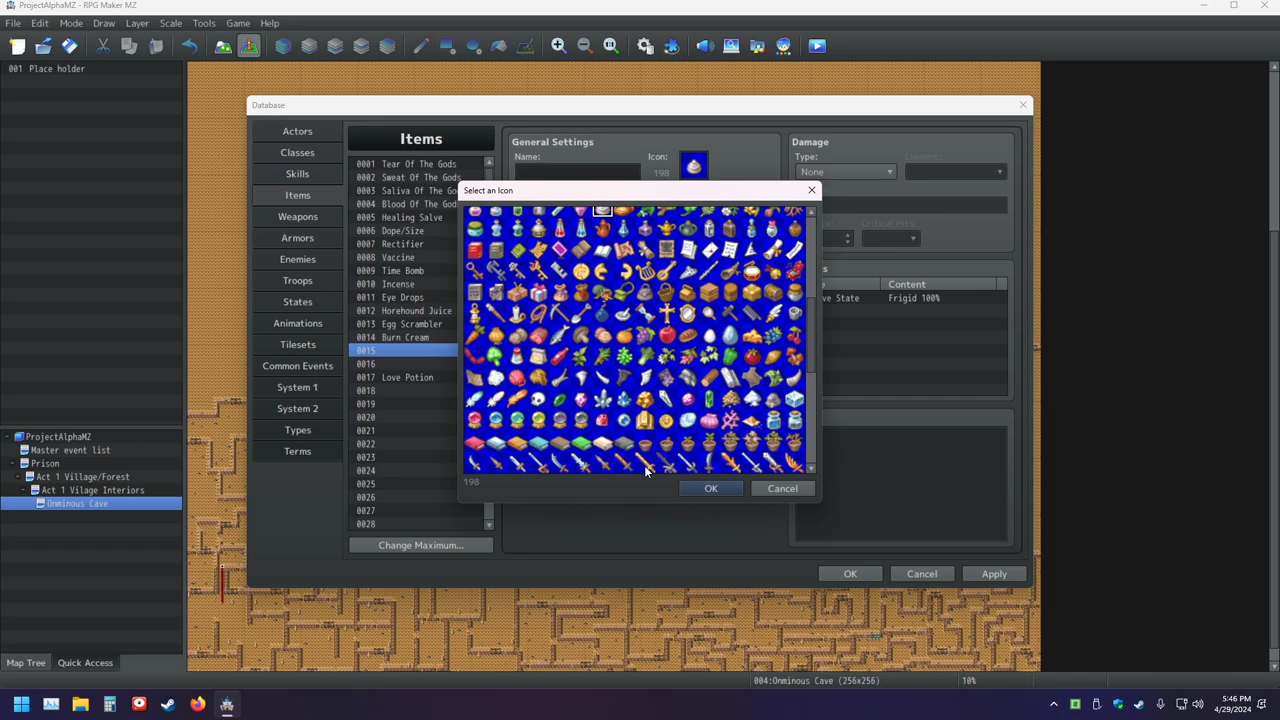 ProjectAlphaMZ - RPG Maker MZ
File Edit Mode Draw Layer Scale Tools Game Help
001 Place holder
Database
Actors
Classes
Skills
Items
Weapons
Armors
Enemies
Troops
States
Animations
Tilesets
Common Events
System 1
System 2
Types
Terms
Items
0001 Tear Of The Gods
0002 Sweat Of The God
0003 Saliva Of The Go
0004 Blood Of The God
0005 Healing Salve
0006 Dope/Size
0007 Rectifier
0008 Vaccine
0009 Time Bomb
0010 Incense
0011 Eye Drops
0012 Horehound Juice
0013 Egg Scrambler
0014 Burn Cream
0015
0016
0017 Love Potion
0018
0019
0020
0021
0022
0023
0024
0025
0026
0027
0028
Change Maximum...
General Settings
Name:
Icon:
198
Damage
Type:
Element:
None
Critical Hits:
Content
ve State
Frigid 100%
Select an Icon
198
OK
Cancel
OK
Cancel
Apply
ProjectAlphaMZ
Master event list
Prison
Act 1 Village/Forest
Act 1 Vilage Interiors
Onminous Cave
Map Tree
Quick Access
004:Onminous Cave (256x256)
10%
5:46 PM
4/29/2024